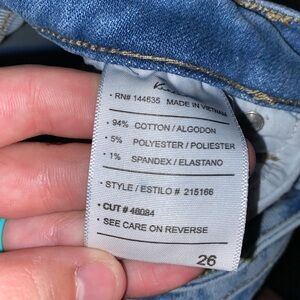 • RN# 144635 MADE IN VIETNAM
• 94% COTTON / ALGODON
• 5% POLYESTER / POLIESTER
• 1% SPANDEX / ELASTANO
• STYLE / ESTILO # 215166
• CUT # 46084
• SEE CARE ON REVERSE
26